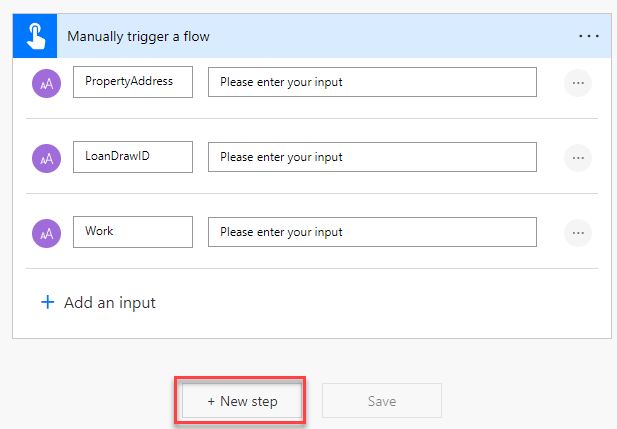 Manually trigger a flow
PropertyAddress Please enter your input
LoanDrawID Please enter your input
Work Please enter your input
+ Add an input
+ New step Save